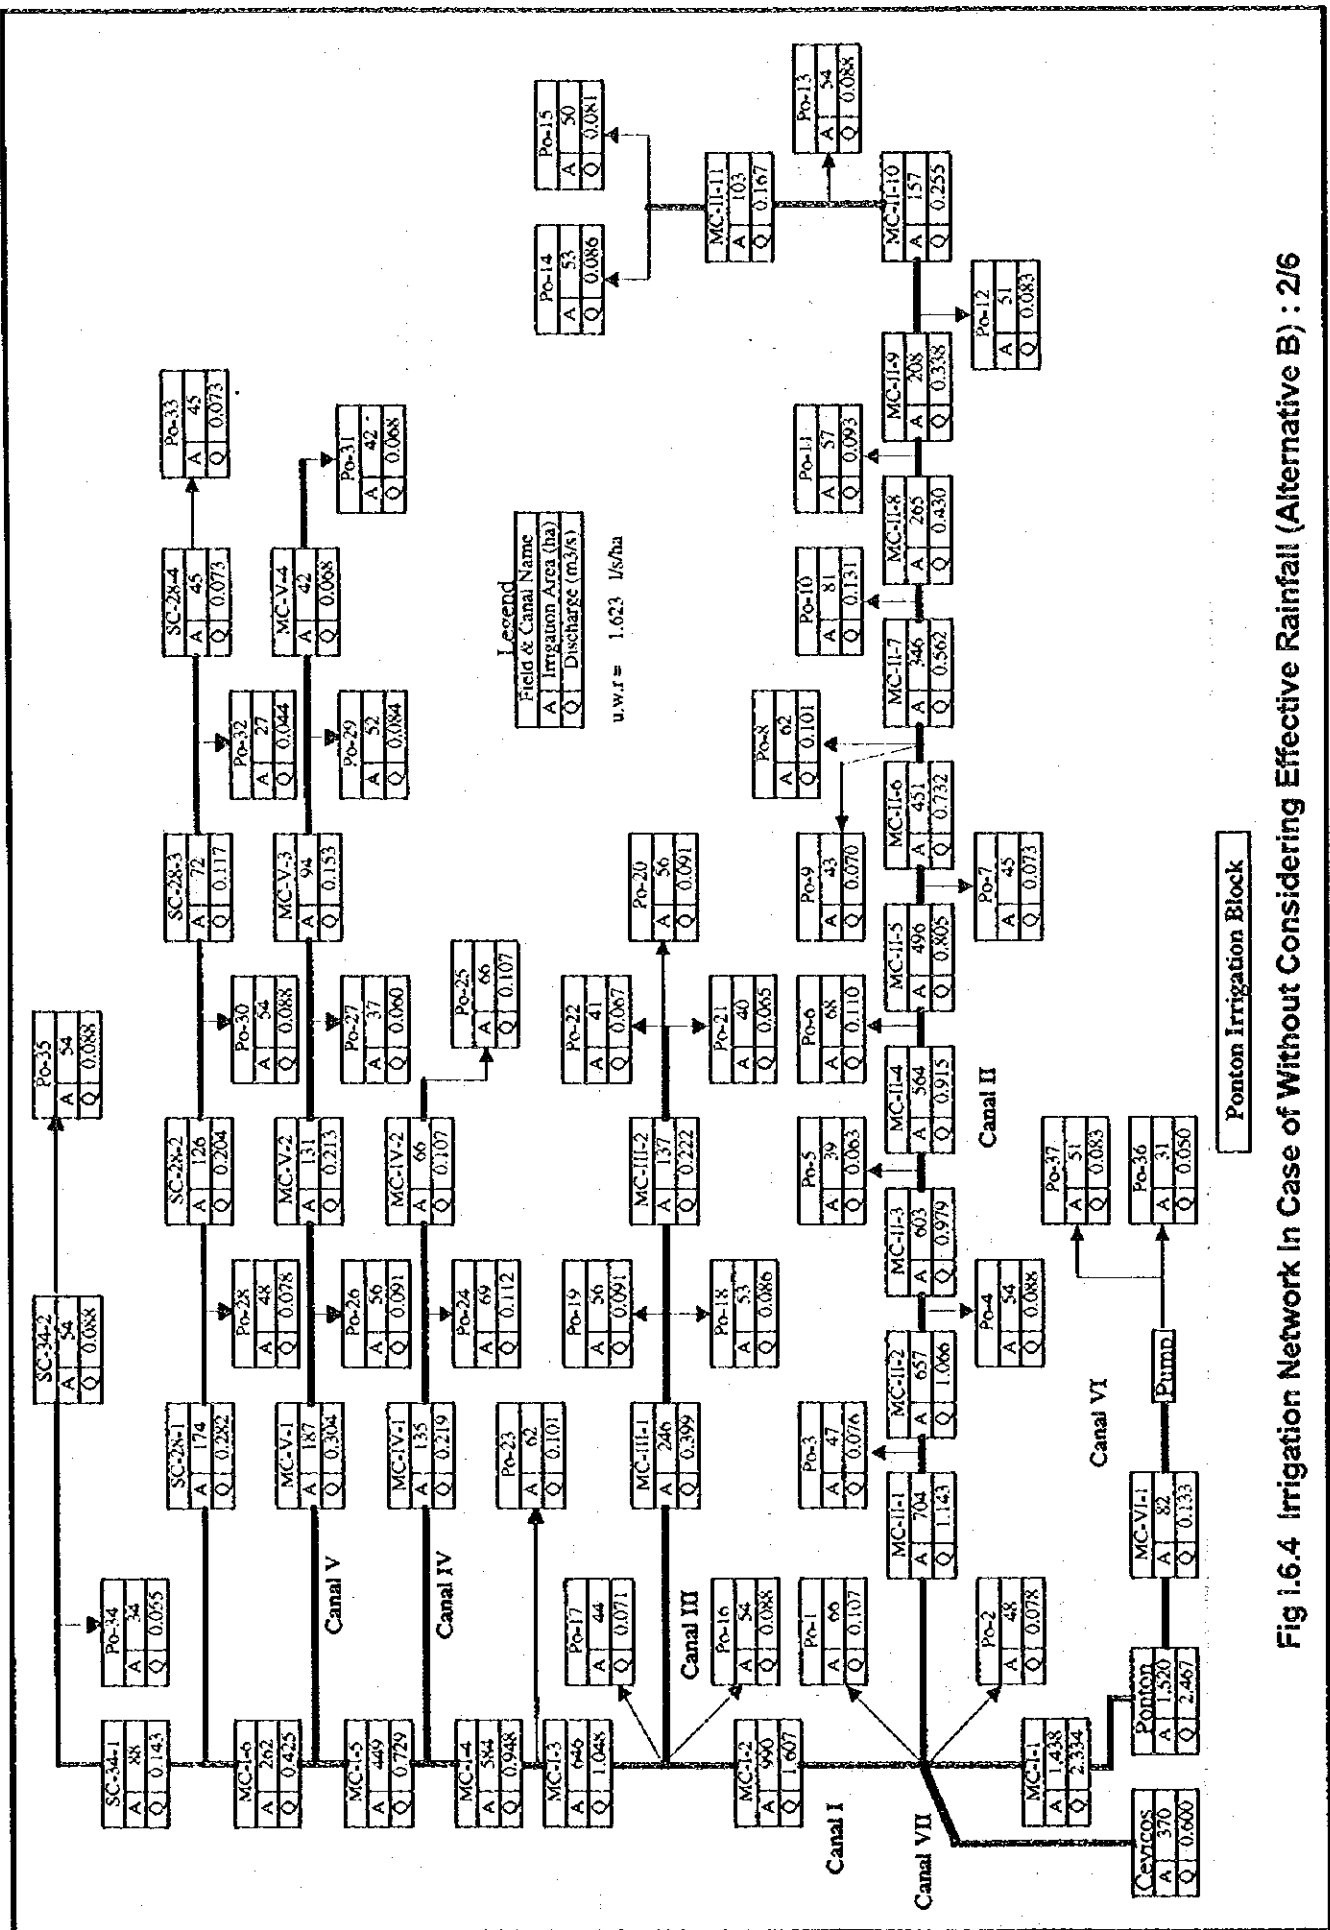 SC-34-1
A 88
Q 0.143
Po-34
A 34
Q 0.055
SC-34-2
A 54
Q 0.088
Po-35
A 54
Q 0.088
MC-I-6
A 262
Q 0.425
SC-28-1
A 174
Q 0.282
Po-28
A 48
Q 0.078
SC-28-2
A 126
Q 0.204
Po-30
A 54
Q 0.088
SC-28-3
A 72
Q 0.117
Po-32
A 27
Q 0.044
SC-28-4
A 45
Q 0.073
Po-33
A 45
Q 0.073
MC-I-5
A 449
Q 0.729
Canal V
MC-V-1
A 187
Q 0.304
Po-26
A 56
Q 0.091
MC-V-2
A 131
Q 0.213
Po-27
A 37
Q 0.060
MC-V-3
A 94
Q 0.153
Po-29
A 52
Q 0.084
MC-V-4
A 42
Q 0.068
Po-31
A 42
Q 0.068
MC-I-4
A 584
Q 0.948
Canal IV
MC-IV-1
A 135
Q 0.219
Po-24
A 69
Q 0.112
MC-IV-2
A 66
Q 0.107
Po-25
A 66
Q 0.107
Legend
Field & Canal Name
A Irrigation Area (ha)
Q Discharge (m3/s)
u.w.r = 1.623 l/s/ha
MC-I-3
A 646
Q 1.048
Po-23
A 62
Q 0.101
Po-17
A 44
Q 0.071
Canal III
Po-16
A 54
Q 0.088
MC-III-1
A 246
Q 0.399
Po-19
A 56
Q 0.091
Po-18
A 53
Q 0.086
MC-III-2
A 137
Q 0.222
Po-22
A 41
Q 0.067
Po-21
A 40
Q 0.065
Po-20
A 56
Q 0.091
Po-14
A 53
Q 0.086
Po-15
A 50
Q 0.081
MC-II-11
A 103
Q 0.167
Po-13
A 54
Q 0.088
MC-I-2
A 990
Q 1.607
Canal I
Canal VII
Po-1
A 66
Q 0.107
Po-2
A 48
Q 0.078
MC-II-1
A 704
Q 1.143
Po-3
A 47
Q 0.076
MC-II-2
A 657
Q 1.066
Po-4
A 54
Q 0.088
MC-II-3
A 603
Q 0.979
Po-5
A 39
Q 0.063
MC-II-4
A 564
Q 0.915
Canal II
Po-6
A 68
Q 0.110
MC-II-5
A 496
Q 0.805
Po-7
A 45
Q 0.073
MC-II-6
A 451
Q 0.732
Po-9
A 43
Q 0.070
Po-8
A 62
Q 0.101
MC-II-7
A 346
Q 0.562
Po-10
A 81
Q 0.131
MC-II-8
A 265
Q 0.430
Po-11
A 57
Q 0.093
MC-II-9
A 208
Q 0.338
Po-12
A 51
Q 0.083
MC-II-10
A 157
Q 0.255
MC-I-1
A 1,438
Q 2.334
Cevicos
A 370
Q 0.600
Ponton
A 1,520
Q 2.467
MC-VI-1
A 82
Q 0.133
Canal VI
Pump
Po-37
A 51
Q 0.083
Po-36
A 31
Q 0.050
Ponton Irrigation Block
Fig I.6.4 Irrigation Network In Case of Without Considering Effective Rainfall (Alternative B) : 2/6